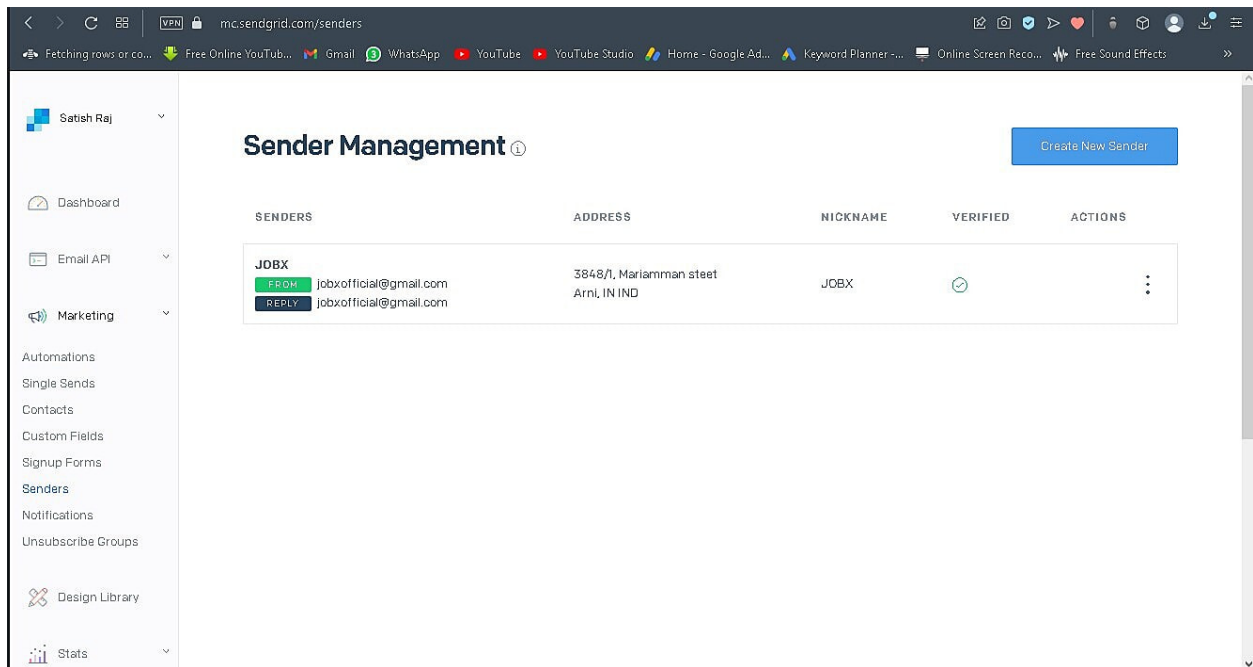 VPN mc.sendgrid.com/senders
Fetching rows or co... Free Online YouTub... Gmail WhatsApp YouTube YouTube Studio Home - Google Ad... Keyword Planner -... Online Screen Reco... Free Sound Effects »
Satish Raj
Sender Management
Create New Sender
Dashboard
Email API
Marketing
Automations
Single Sends
Contacts
Custom Fields
Signup Forms
Senders
Notifications
Unsubscribe Groups
Design Library
Stats
SENDERS ADDRESS NICKNAME VERIFIED ACTIONS
JOBX
FROM jobxofficial@gmail.com
REPLY jobxofficial@gmail.com
3848/1, Mariamman steet
Arni, IN IND
JOBX